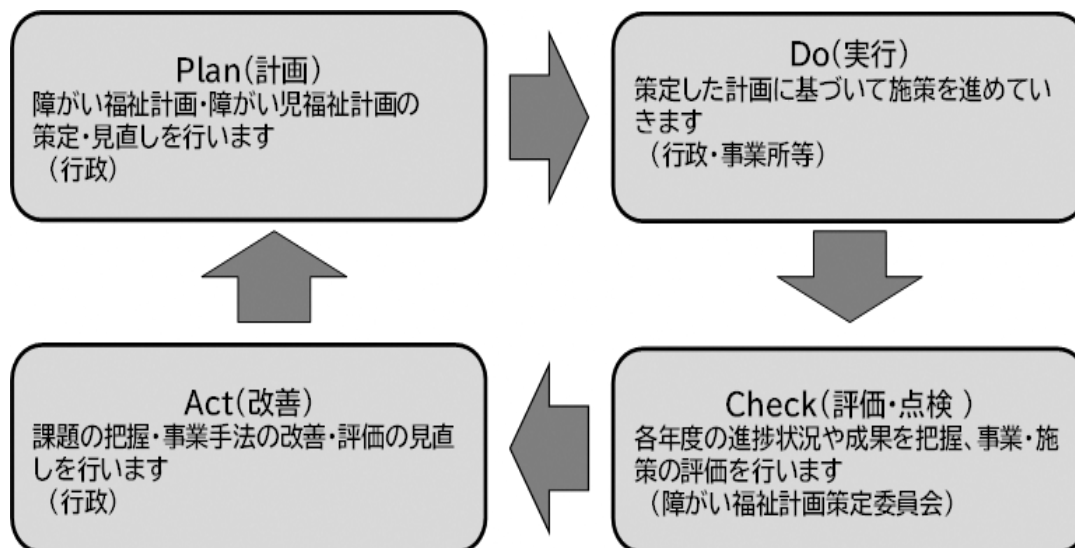 Plan(計画)
障がい福祉計画・障がい児福祉計画の
策定・見直しを行います
（行政）
Do(実行)
策定した計画に基づいて施策を進めてい
きます
（行政・事業所等）
Check(評価・点検 )
各年度の進捗状況や成果を把握、事業・施
策の評価を行います
（障がい福祉計画策定委員会）
Act(改善)
課題の把握・事業手法の改善・評価の見直
しを行います
（行政）